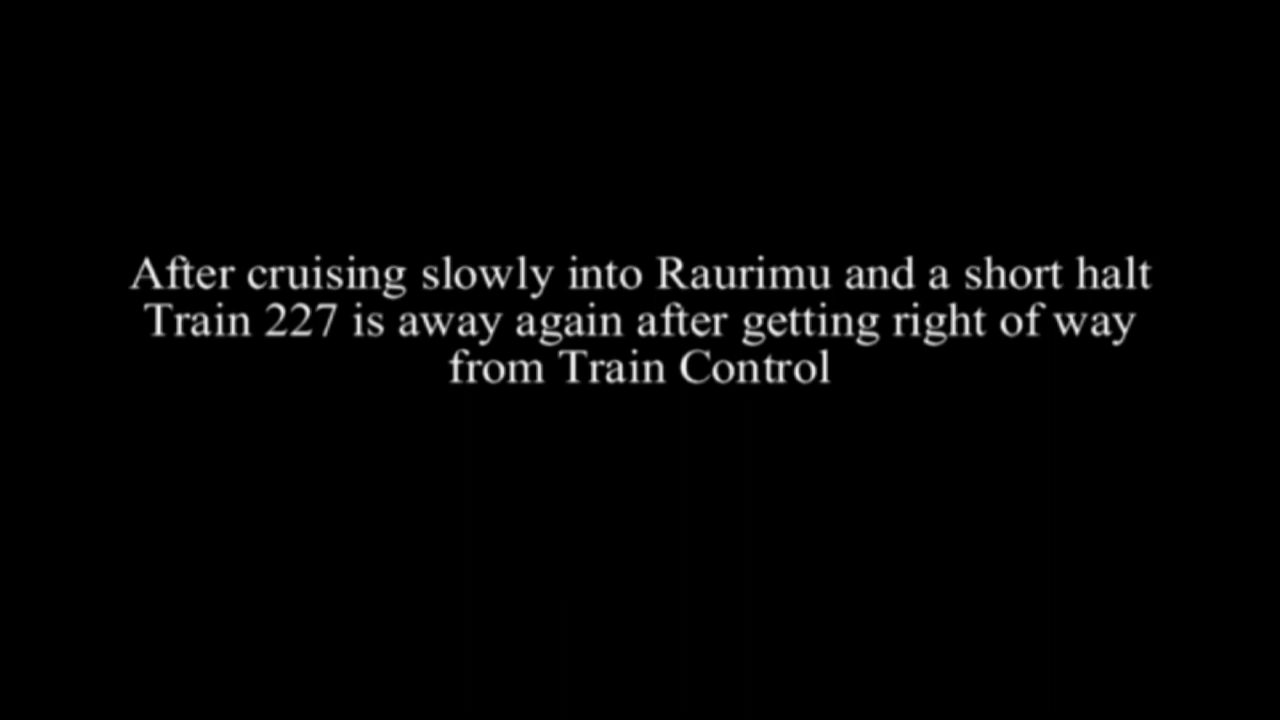 After cruising slowly into Raurimu and a short halt
Train 227 is away again after getting right of way
from Train Control